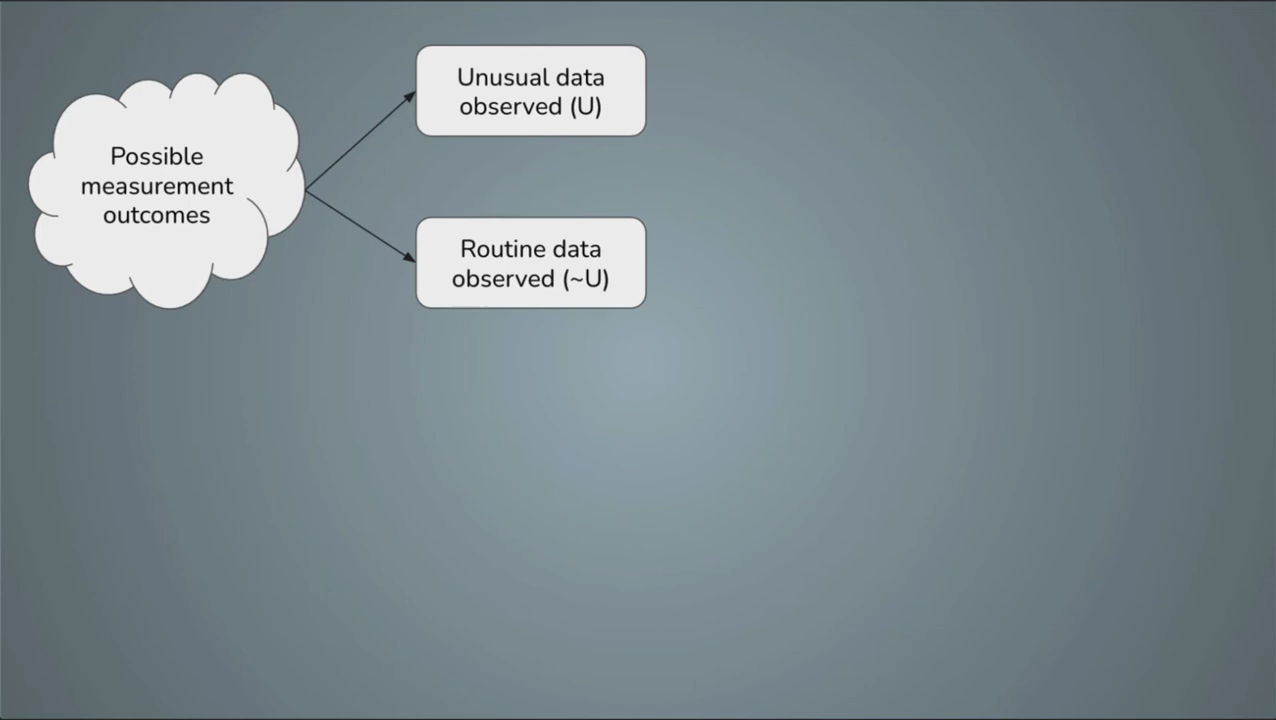 Possible
measurement
outcomes
Unusual data
observed (U)
Routine data
observed (~U)